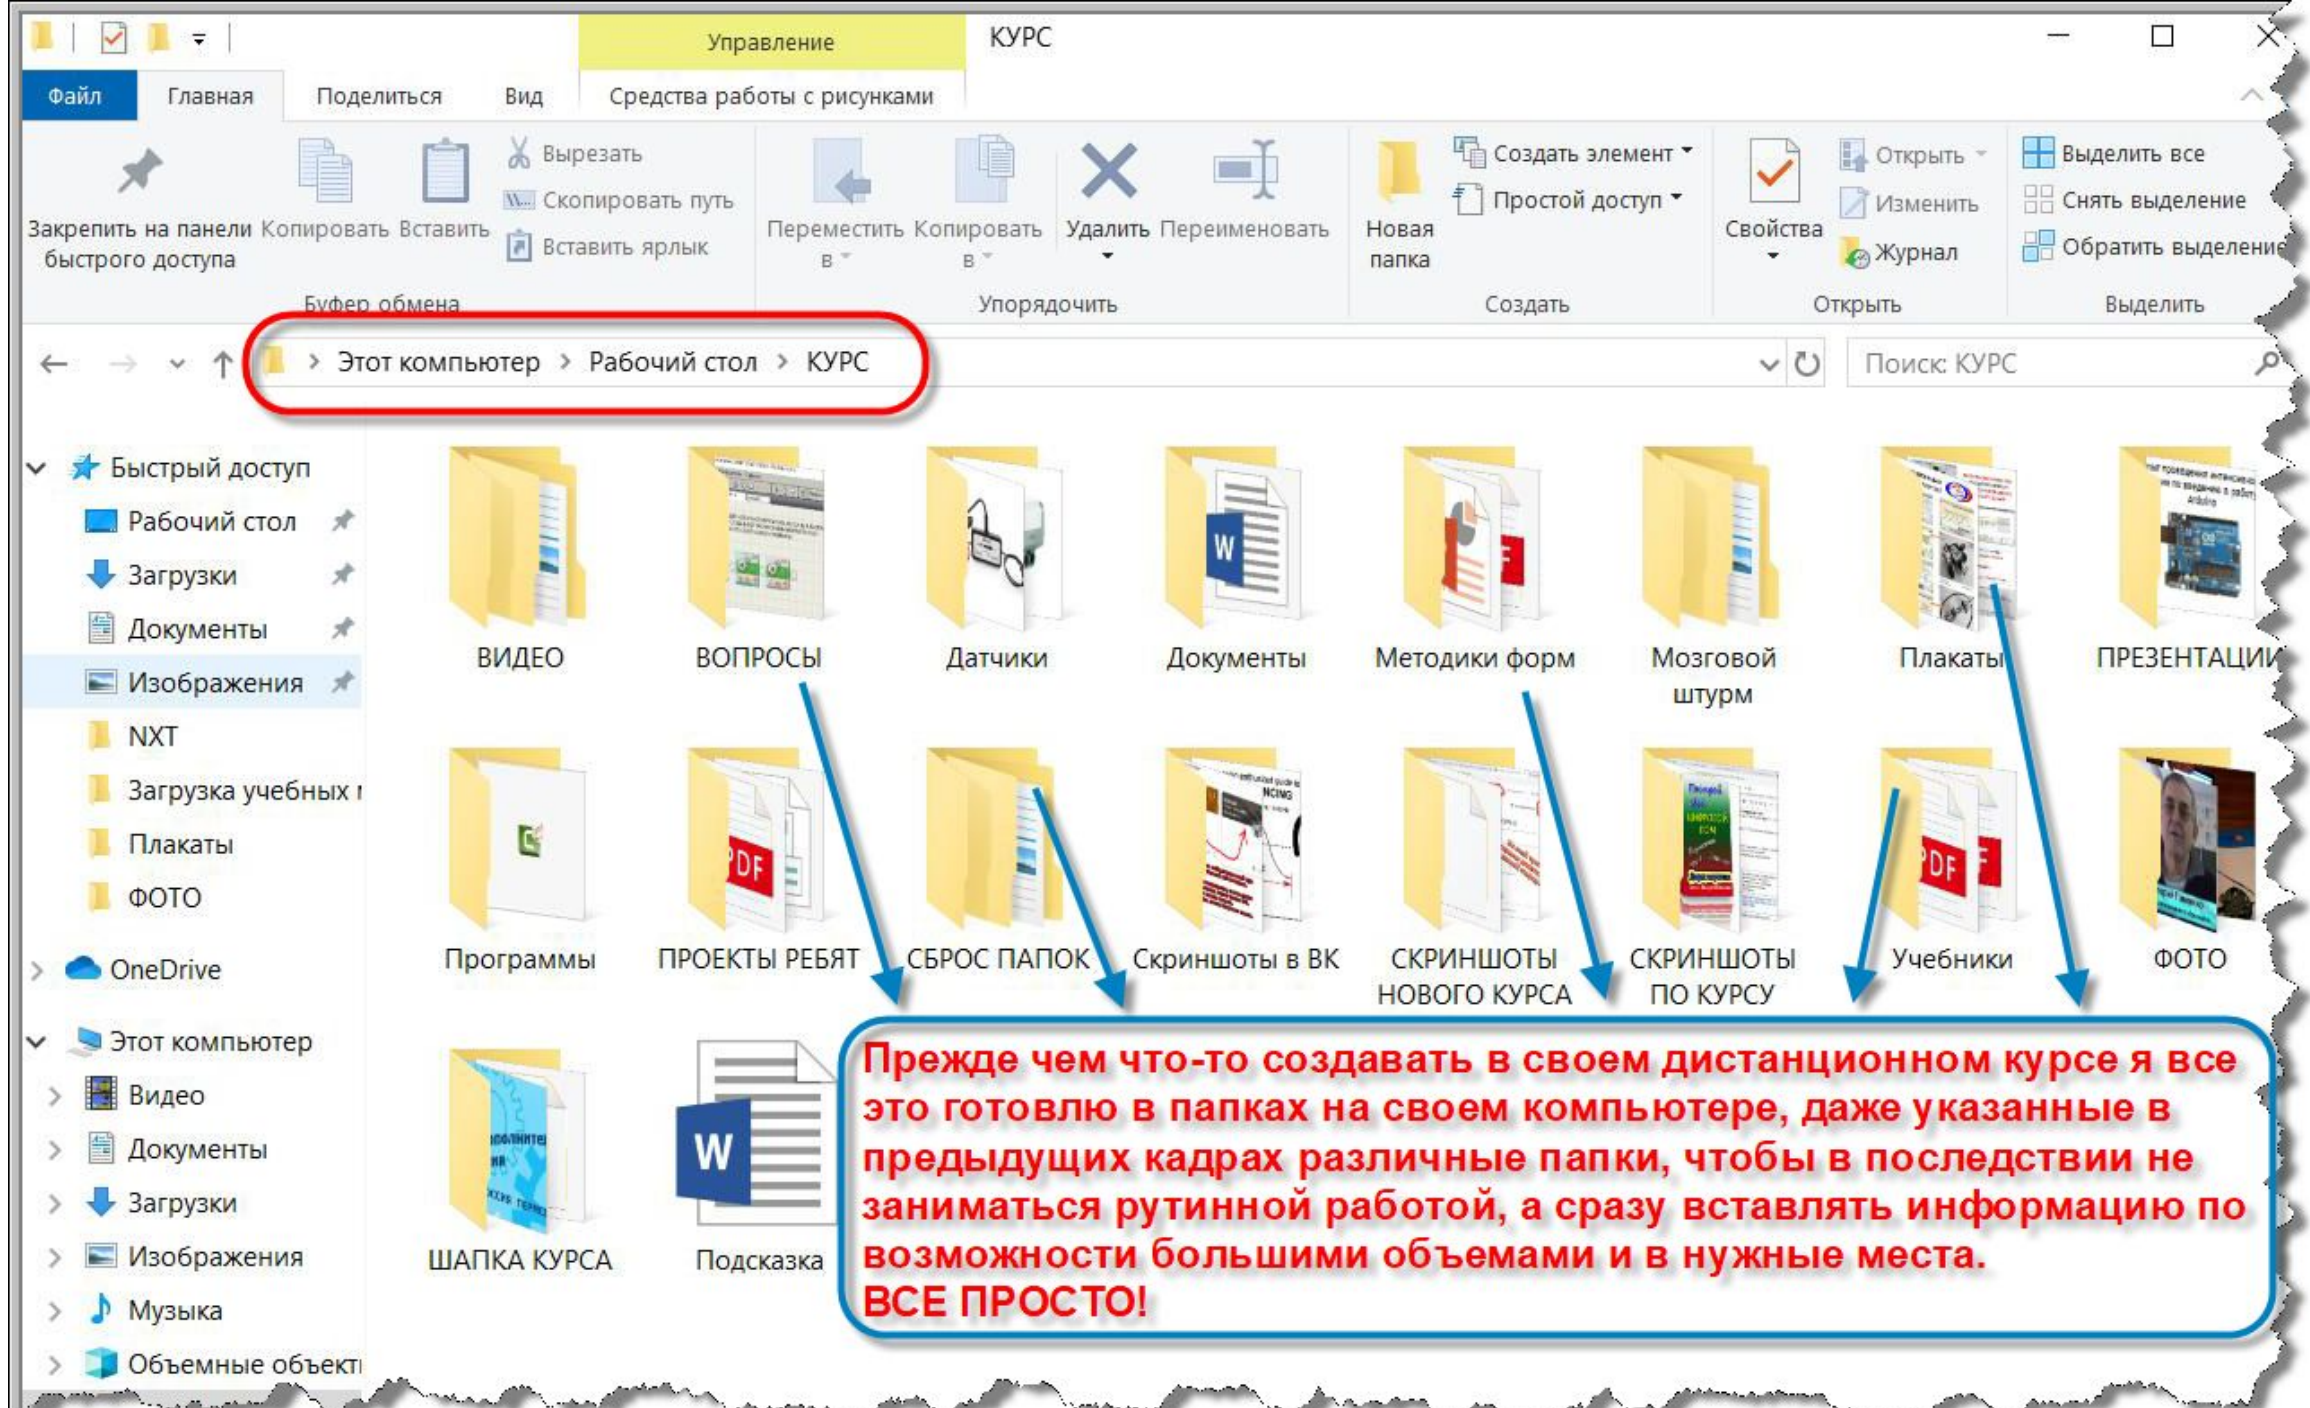 Управление
КУРС
Файл
Главная
Поделиться
Вид
Средства работы с рисунками
Закрепить на панели
быстрого доступа
Копировать
Вставить
Вырезать
Скопировать путь
Вставить ярлык
Буфер обмена
Переместить
в
Копировать
в
Удалить
Переименовать
Упорядочить
Новая
папка
Создать элемент
Простой доступ
Создать
Свойства
Открыть
Изменить
Журнал
Открыть
Выделить все
Снять выделение
Обратить выделение
Выделить
Этот компьютер > Рабочий стол > КУРС
Поиск: КУРС
Быстрый доступ
Рабочий стол
Загрузки
Документы
Изображения
NXT
Загрузка учебных
Плакаты
ФОТО
OneDrive
Этот компьютер
Видео
Документы
Загрузки
Изображения
Музыка
Объемные объект
ВИДЕО
ВОПРОСЫ
Датчики
Документы
Методики форм
Мозговой
штурм
Плакаты
ПРЕЗЕНТАЦИИ
Программы
ПРОЕКТЫ РЕБЯТ
СБРОС ПАПОК
Скриншоты в ВК
СКРИНШОТЫ
НОВОГО КУРСА
СКРИНШОТЫ
ПО КУРСУ
Учебники
ФОТО
ШАПКА КУРСА
Подсказка
Прежде чем что-то создавать в своем дистанционном курсе я все
это готовлю в папках на своем компьютере, даже указанные в
предыдущих кадрах различные папки, чтобы в последствии не
заниматься рутинной работой, а сразу вставлять информацию по
возможности большими объемами и в нужные места.
ВСЕ ПРОСТО!